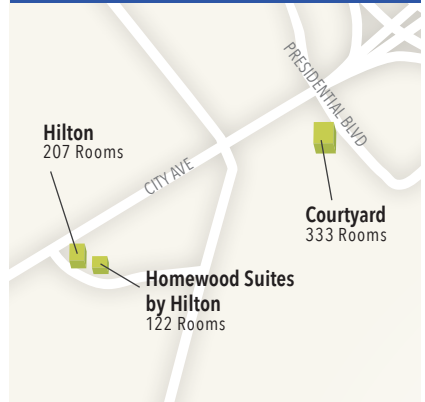 PRESIDENTIAL BLVD
Hilton
207 Rooms
CITY AVE
Courtyard
333 Rooms
Homewood Suites
by Hilton
122 Rooms